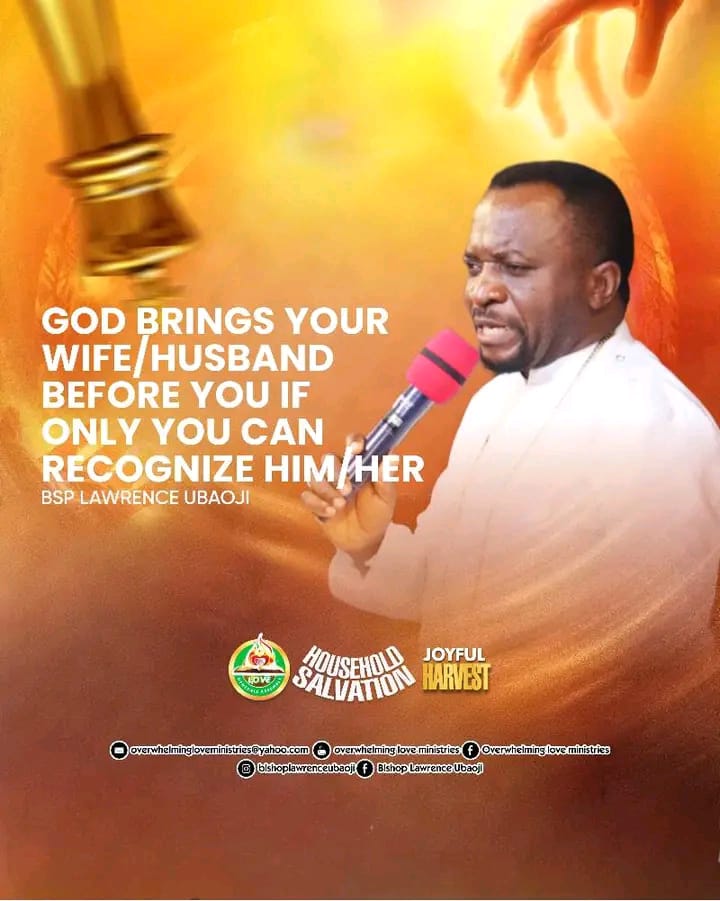 GOD BRINGS YOUR
WIFE/HUSBAND
BEFORE YOU IF
ONLY YOU CAN
RECOGNIZE HIM/HER
BSP LAWRENCE UBAOJI
LOVE
HOUSEHOLD
SALVATION
JOYFUL
HARVEST
overwhelmingloveministries@yahoo.com overwhelming love ministries Overwhelming love ministries
bishoplawrenceubaoji Bishop Lawrence Ubaoji